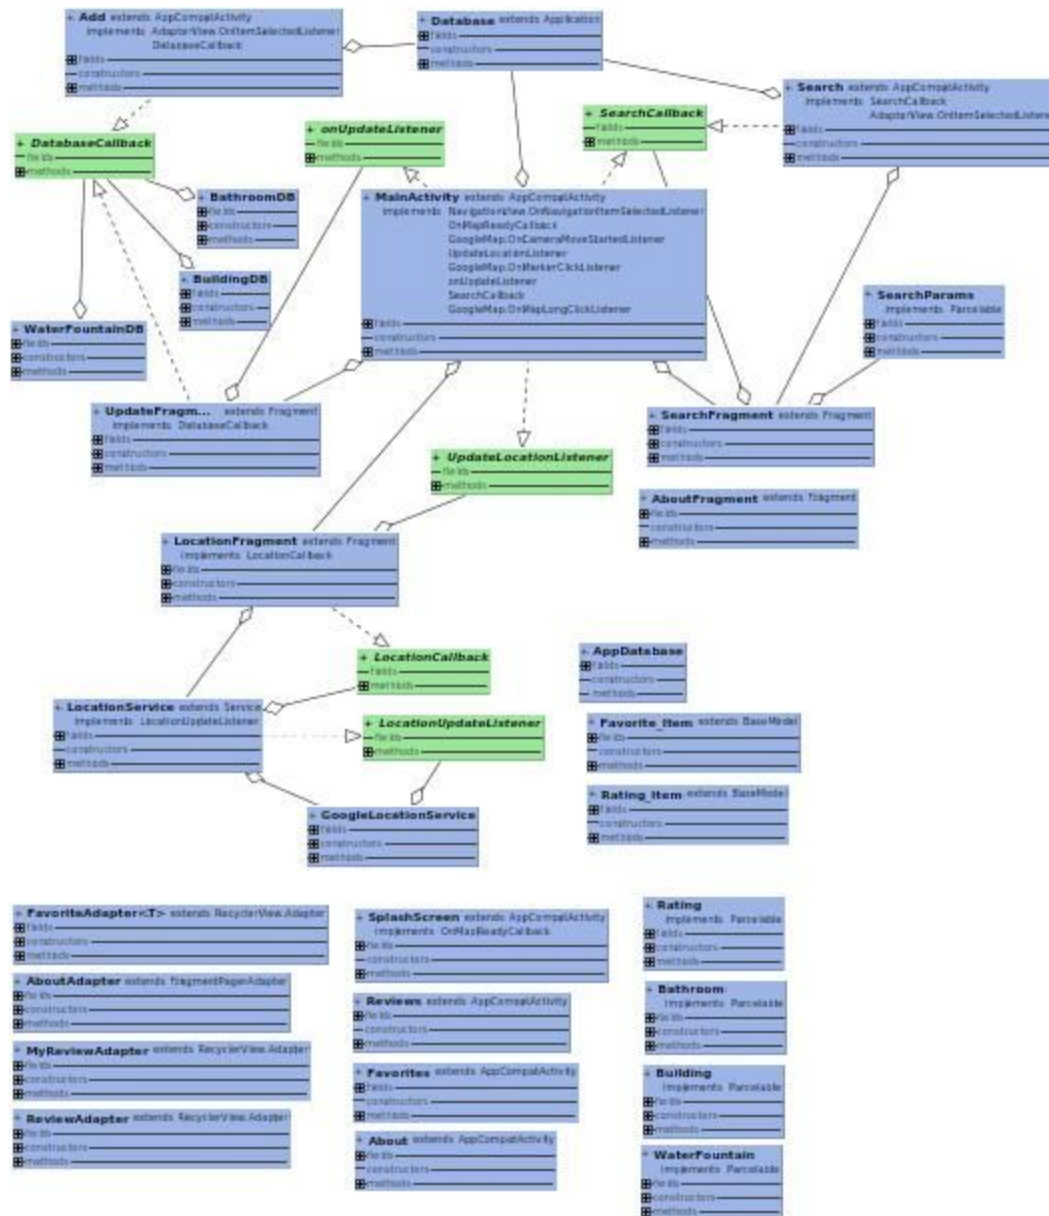 + Add extends AppCompatActivity
implements AdapterView.OnItemSelectedListener
DatabaseCallback
fields
constructors
methods
+ Database extends Application
fields
constructors
methods
+ Search extends AppCompatActivity
implements SearchCallback
AdapterView.OnItemSelectedListene
fields
constructors
methods
+ DatabaseCallback
fields
methods
+ onUpdateListener
fields
methods
+ SearchCallback
fields
methods
+ BathroomDB
fields
constructors
methods
+ MainActivity extends AppCompatActivity
implements NavigationView.OnNavigationItemSelectedListener
OnMapReadyCallback
GoogleMap.OnCameraMoveStartedListener
UpdateLocationListener
GoogleMap.OnMarkerClickListener
onUpdateListener
SearchCallback
GoogleMap.OnMapLongClickListener
fields
constructors
methods
+ BuildingDB
fields
constructors
methods
+ WaterFountainDB
fields
constructors
methods
+ SearchParams
implements Parcelable
fields
constructors
methods
+ UpdateFragm... extends Fragment
implements DatabaseCallback
fields
constructors
methods
+ SearchFragment extends Fragment
fields
constructors
methods
+ UpdateLocationListener
fields
methods
+ AboutFragment extends Fragment
fields
constructors
methods
+ LocationFragment extends Fragment
implements LocationCallback
fields
constructors
methods
+ LocationCallback
fields
methods
+ AppDatabase
fields
constructors
methods
+ LocationService extends Service
implements LocationUpdateListener
fields
constructors
methods
+ LocationUpdateListener
fields
methods
+ Favorite_Item extends BaseModel
fields
constructors
methods
+ Rating_Item extends BaseModel
fields
constructors
methods
+ GoogleLocationService
fields
constructors
methods
+ FavoriteAdapter<T> extends RecyclerView.Adapter
fields
constructors
methods
+ AboutAdapter extends FragmentPagerAdapter
fields
constructors
methods
+ MyReviewAdapter extends RecyclerView.Adapter
fields
constructors
methods
+ ReviewAdapter extends RecyclerView.Adapter
fields
constructors
methods
+ SplashScreen extends AppCompatActivity
implements OnMapReadyCallback
fields
constructors
methods
+ Reviews extends AppCompatActivity
fields
constructors
methods
+ Favorites extends AppCompatActivity
fields
constructors
methods
+ About extends AppCompatActivity
fields
constructors
methods
+ Rating
implements Parcelable
fields
constructors
methods
+ Bathroom
implements Parcelable
fields
constructors
methods
+ Building
implements Parcelable
fields
constructors
methods
+ WaterFountain
implements Parcelable
fields
constructors
methods